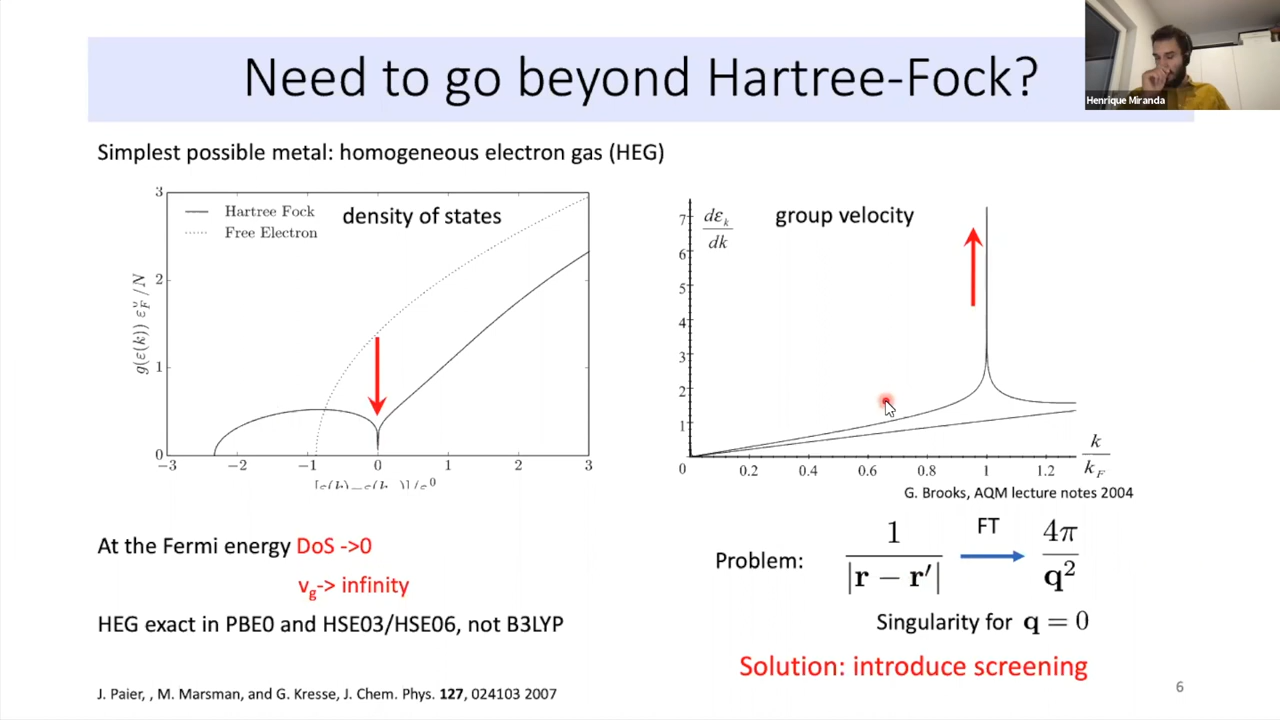 Need to go beyond Hartree-Fock?
Henrique Miranda
Simplest possible metal: homogeneous electron gas (HEG)
3
2
1
0
−3
−2
−1
0
1
2
3
Hartree Fock
Free Electron
density of states
group velocity
dε_k
dk
7
6
5
4
3
2
1
0
0.2
0.4
0.6
0.8
1
1.2
k
k_F
G. Brooks, AQM lecture notes 2004
At the Fermi energy DoS ->0
v_g-> infinity
HEG exact in PBE0 and HSE03/HSE06, not B3LYP
Problem:
1
|r − r′|
FT
4π
q²
Singularity for q = 0
Solution: introduce screening
J. Paier, , M. Marsman, and G. Kresse, J. Chem. Phys. 127, 024103 2007
6